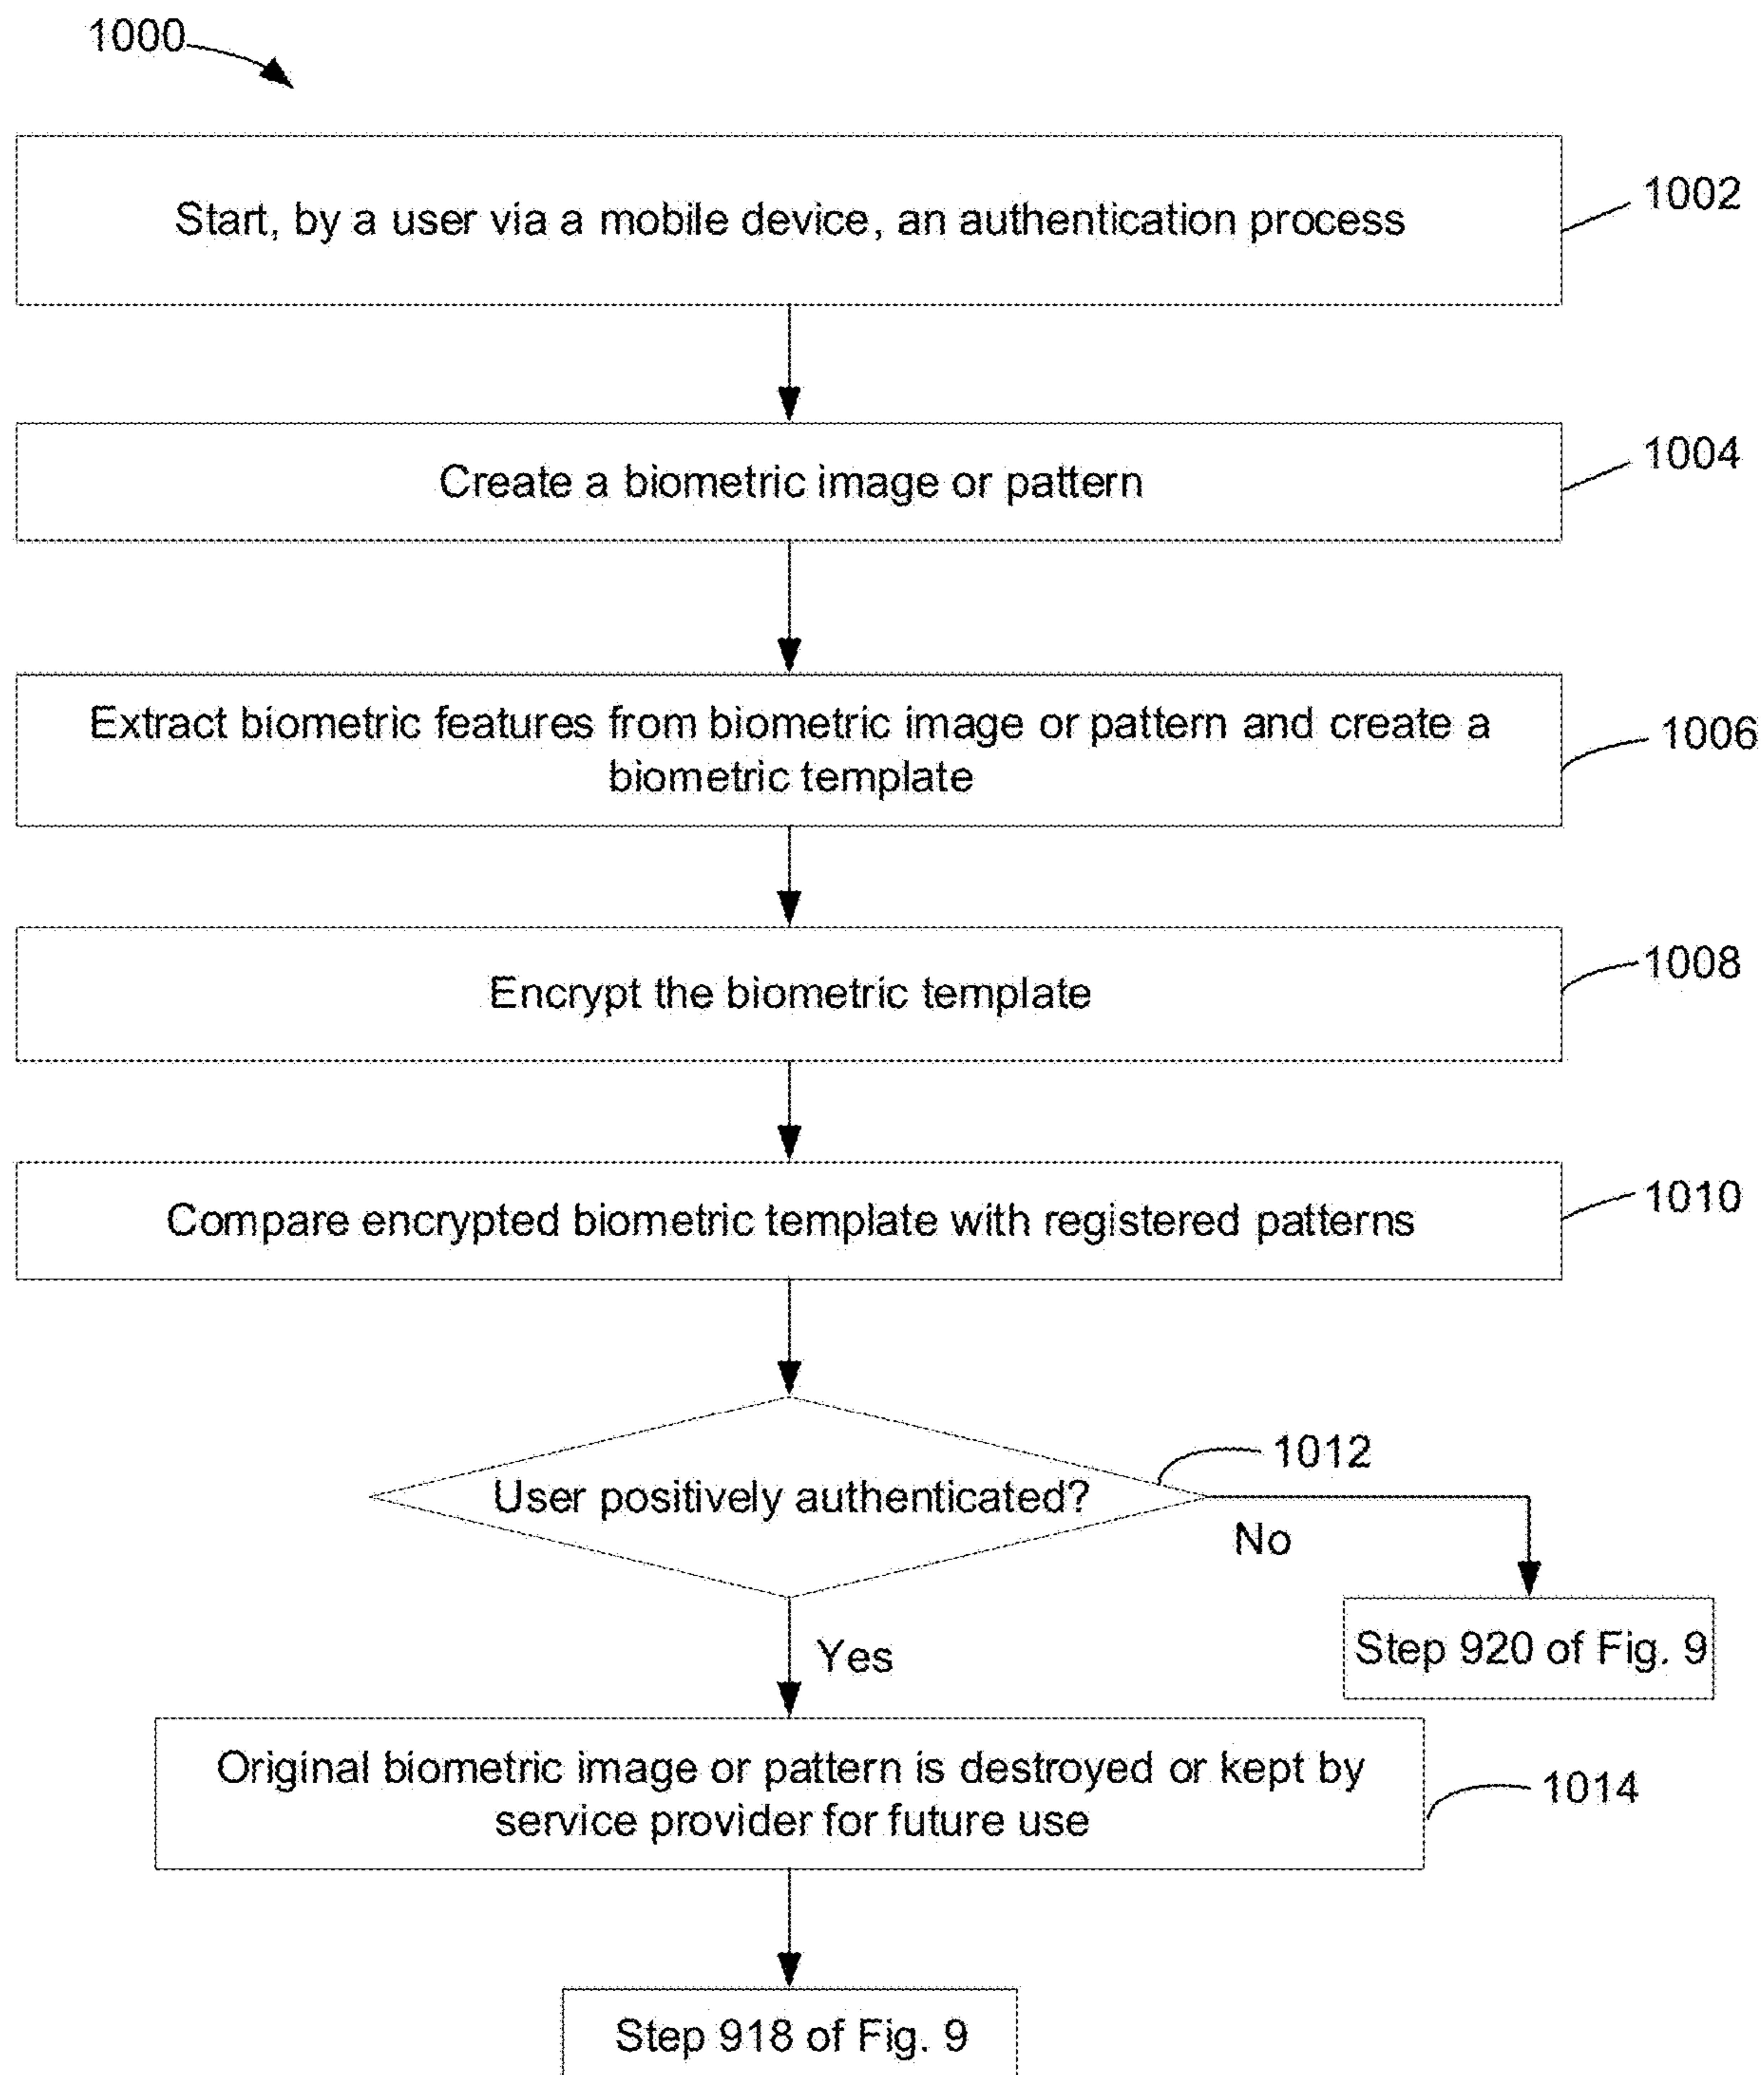 1000
Start, by a user via a mobile device, an authentication process
1002
Create a biometric image or pattern
1004
Extract biometric features from biometric image or pattern and create a
biometric template
1006
Encrypt the biometric template
1008
Compare encrypted biometric template with registered patterns
1010
User positively authenticated?
1012
No
Step 920 of Fig. 9
Yes
Original biometric image or pattern is destroyed or kept by
service provider for future use
1014
Step 918 of Fig. 9